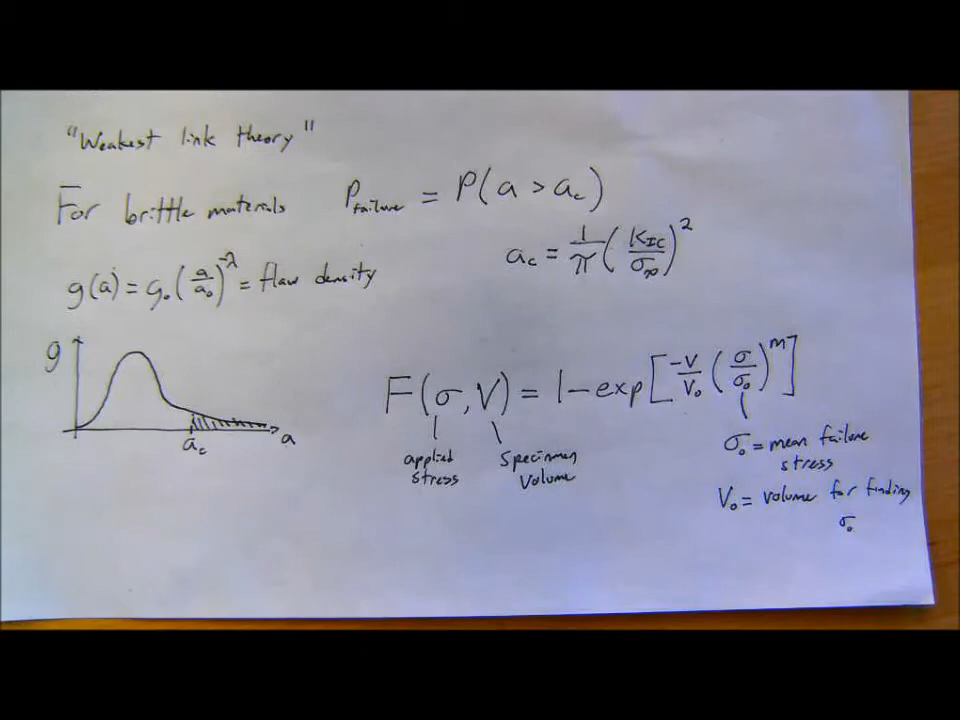 "Weakest link theory"
For brittle materials P_failure = P(a > a_c)
a_c = 1/π (K_IC/σ_∞)^2
g(a) = g_0 (a/a_0)^-λ = flaw density
g
a_c
a
F(σ, V) = 1-exp[-V/V_0 (σ/σ_0)^m]
applied stress
Specimen Volume
σ_0 = mean failure stress
V_0 = volume for finding σ_0